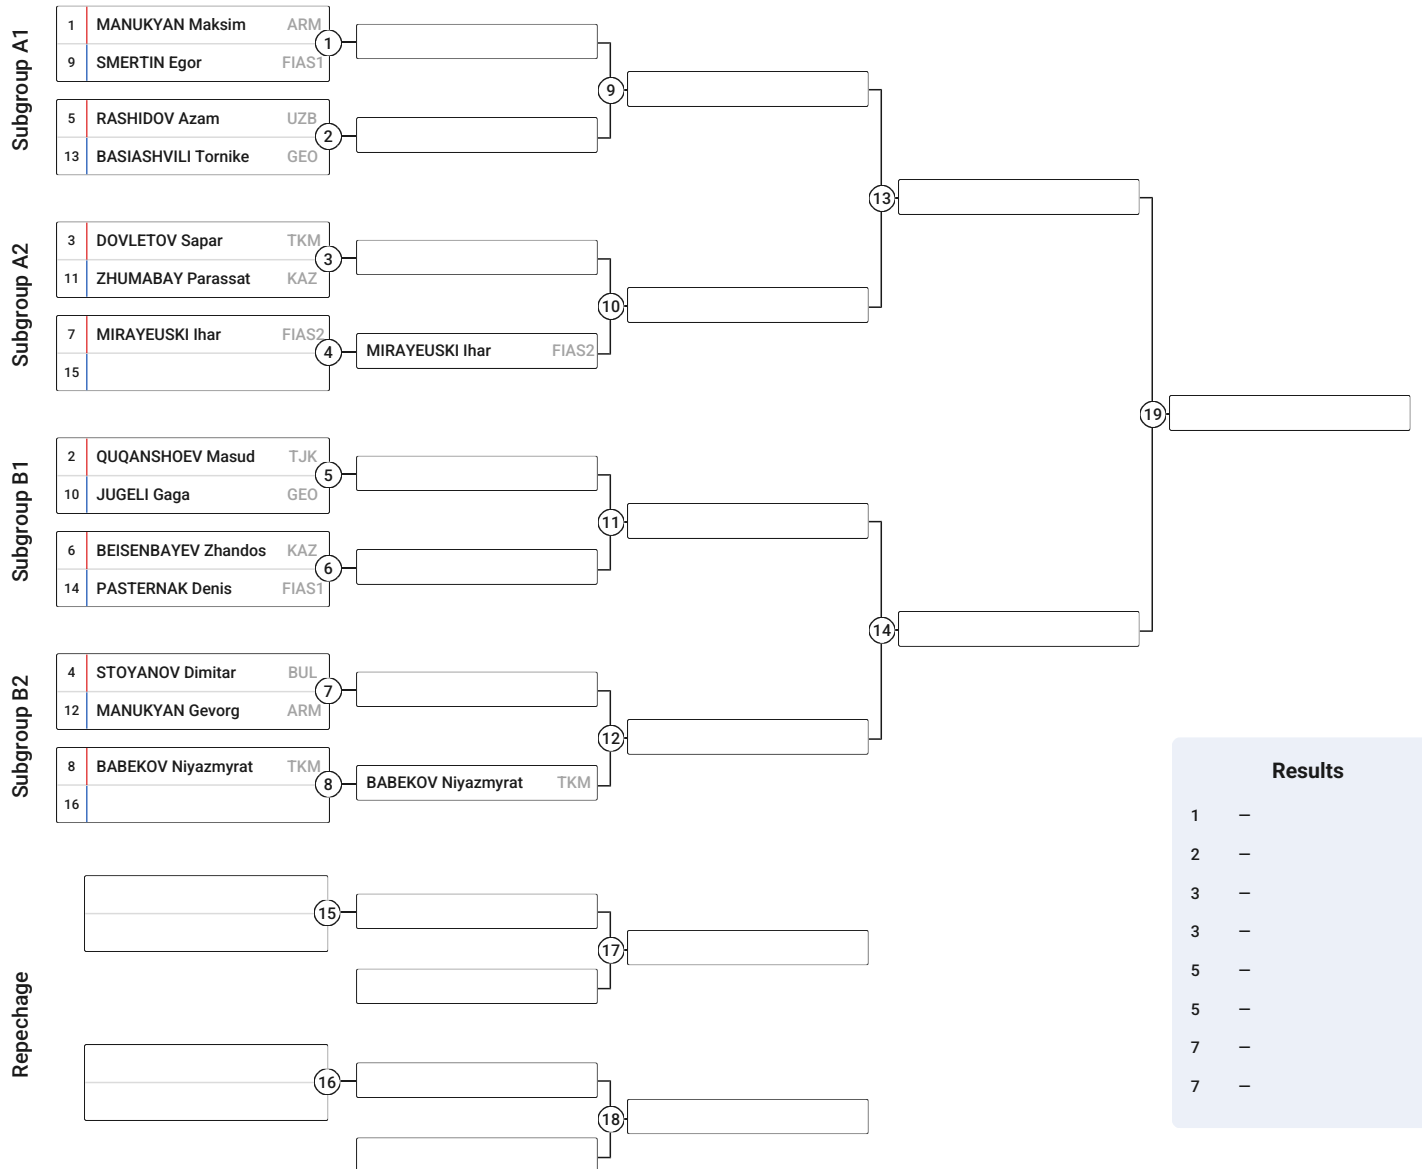 Subgroup A1
1 MANUKYAN Maksim ARM
9 SMERTIN Egor FIAS1
1
5 RASHIDOV Azam UZB
13 BASIASHVILI Tornike GEO
2
9
Subgroup A2
3 DOVLETOV Sapar TKM
11 ZHUMABAY Parassat KAZ
3
7 MIRAYEUSKI Ihar FIAS2
15
4
MIRAYEUSKI Ihar FIAS2
10
13
Subgroup B1
2 QUQANSHOEV Masud TJK
10 JUGELI Gaga GEO
5
6 BEISENBAYEV Zhandos KAZ
14 PASTERNAK Denis FIAS1
6
11
Subgroup B2
4 STOYANOV Dimitar BUL
12 MANUKYAN Gevorg ARM
7
8 BABEKOV Niyazmyrat TKM
16
8
BABEKOV Niyazmyrat TKM
12
14
19
Repechage
15
17
16
18
Results
1 –
2 –
3 –
3 –
5 –
5 –
7 –
7 –